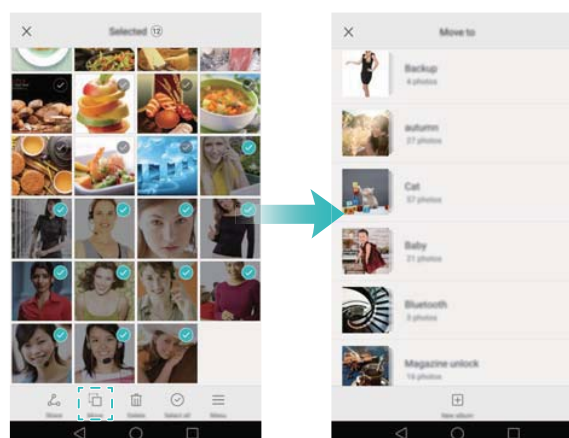 Selected 12
Share
Move
Delete
Select all
Menu
Move to
Backup
4 photos
autumn
27 photos
Cat
57 photos
Baby
21 photos
Bluetooth
3 photos
Magazine unlock
16 photos
New album